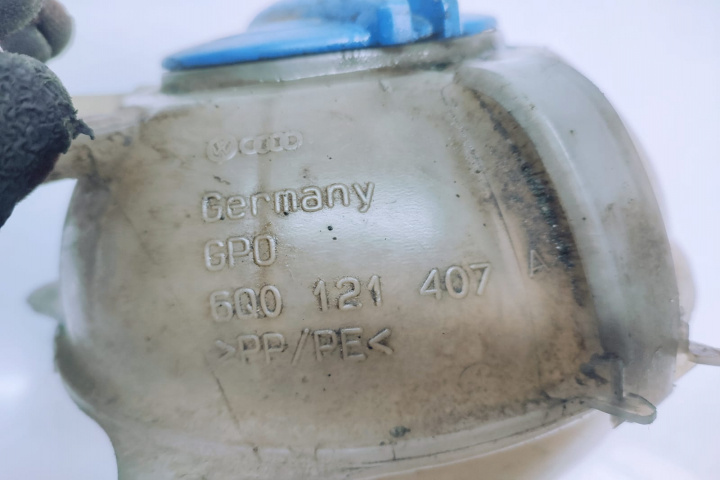 Germany
GPO
6Q0 121 407 A
>PP/PE<